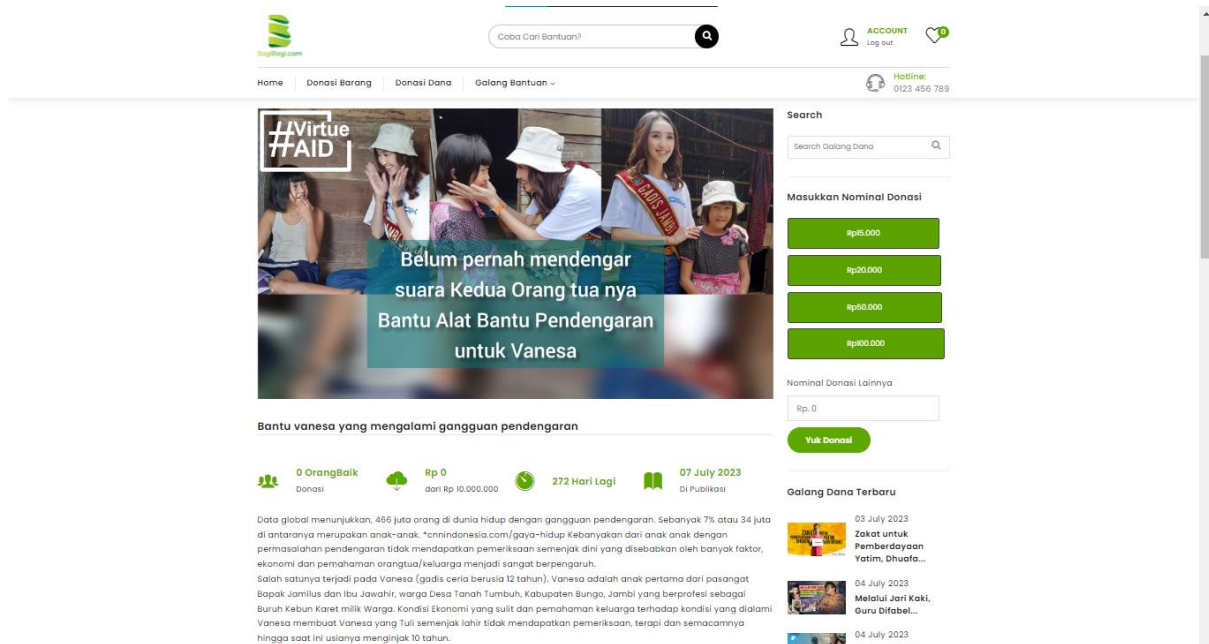 BagiBagi.com
Coba Cari Bantuan?
ACCOUNT
Log out
0
Home
Donasi Barang
Donasi Dana
Galang Bantuan
Hotline:
0123 456 789
#Virtue
AID
GADIS JAMBI
Belum pernah mendengar
suara Kedua Orang tua nya
Bantu Alat Bantu Pendengaran
untuk Vanesa
Bantu vanesa yang mengalami gangguan pendengaran
0 OrangBaik
Donasi
Rp 0
dari Rp 10.000.000
272 Hari Lagi
07 July 2023
Di Publikasi
Data global menunjukkan, 466 juta orang di dunia hidup dengan gangguan pendengaran. Sebanyak 7% atau 34 juta
di antaranya merupakan anak-anak. *cnnindonesia.com/gaya-hidup Kebanyakan dari anak anak dengan
permasalahan pendengaran tidak mendapatkan pemeriksaan semenjak dini yang disebabkan oleh banyak faktor,
ekonomi dan pemahaman orangtua/keluarga menjadi sangat berpengaruh.
Salah satunya terjadi pada Vanesa (gadis ceria berusia 12 tahun). Vanesa adalah anak pertama dari pasangat
Bapak Jamilus dan Ibu Jawahir, warga Desa Tanah Tumbuh, Kabupaten Bungo, Jambi yang berprofesi sebagai
Buruh Kebun Karet milik Warga. Kondisi Ekonomi yang sulit dan pemahaman keluarga terhadap kondisi yang dialami
Vanesa membuat Vanesa yang Tuli semenjak lahir tidak mendapatkan pemeriksaan, terapi dan semacamnya
hingga saat ini usianya menginjak 10 tahun.
Search
Search Galang Dana
Masukkan Nominal Donasi
Rp15.000
Rp20.000
Rp50.000
Rp100.000
Nominal Donasi Lainnya
Rp. 0
Yuk Donasi
Galang Dana Terbaru
03 July 2023
Zakat untuk
Pemberdayaan
Yatim, Dhuafa...
04 July 2023
Melalui Jari Kaki,
Guru Difabel...
04 July 2023